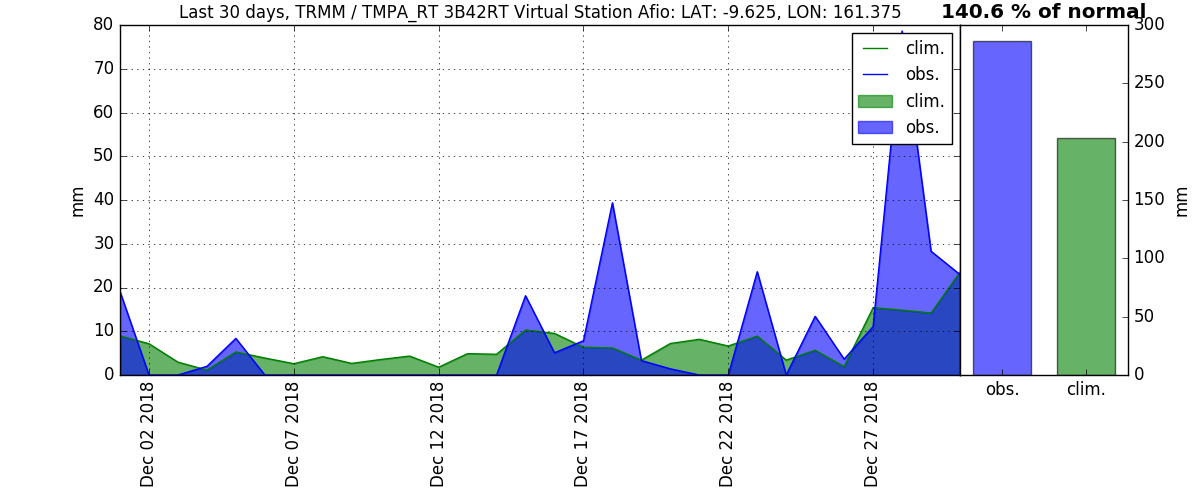 Last 30 days, TRMM / TMPA_RT 3B42RT Virtual Station Afio: LAT: -9.625, LON: 161.375
140.6 % of normal
80
70
60
50
40
30
20
10
0
mm
clim.
obs.
clim.
obs.
Dec 02 2018
Dec 07 2018
Dec 12 2018
Dec 17 2018
Dec 22 2018
Dec 27 2018
300
250
200
150
100
50
0
mm
obs.
clim.